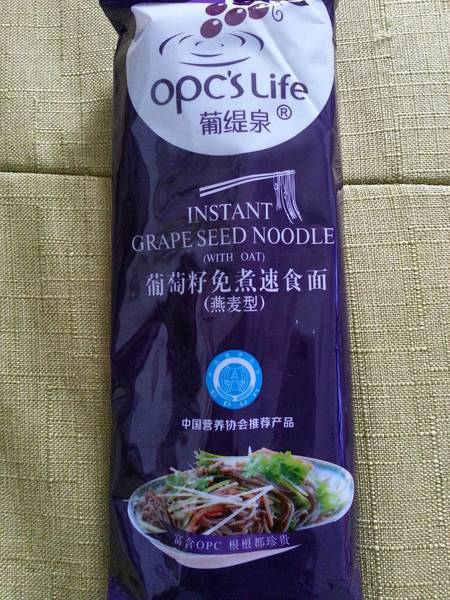 opc's Life
葡缇泉®
INSTANT
GRAPE SEED NOODLE
(WITH OAT)
葡萄籽免煮速食面
(燕麦型)
中国营养协会推荐产品
富含OPC 根根都珍贵